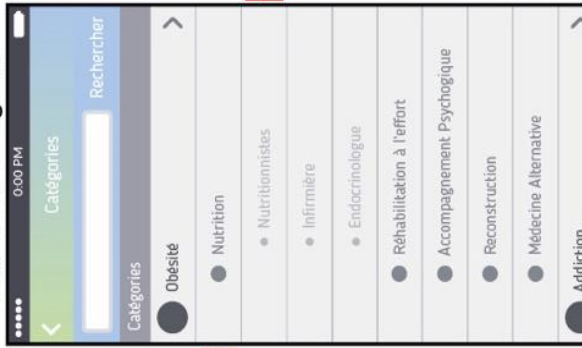 0:00 PM
Catégories
Rechercher
Catégories
Obésité
Nutrition
Nutritionnistes
Infirmière
Endocrinologue
Réhabilitation à l'effort
Accompagnement Psychogique
Reconstruction
Médecine Alternative
Addiction